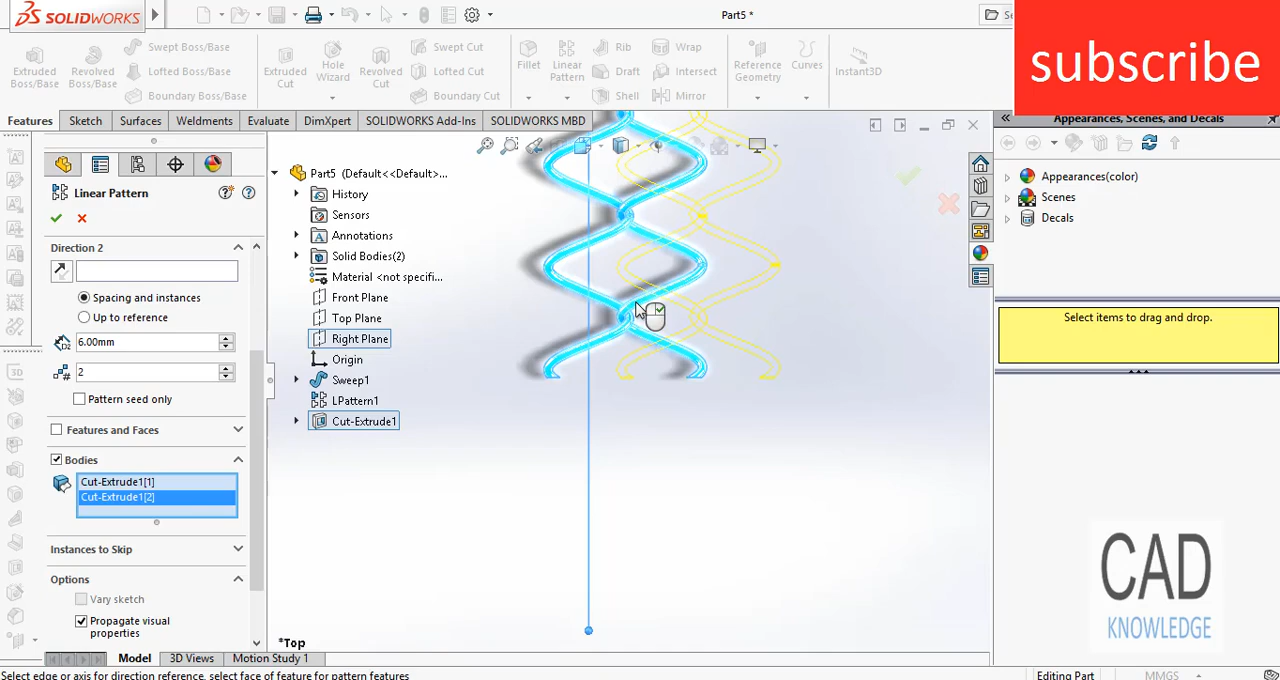 SOLIDWORKS
Part5 *
subscribe
Extruded Boss/Base
Revolved Boss/Base
Swept Boss/Base
Lofted Boss/Base
Boundary Boss/Base
Extruded Cut
Hole Wizard
Revolved Cut
Swept Cut
Lofted Cut
Boundary Cut
Fillet
Linear Pattern
Rib
Draft
Shell
Wrap
Intersect
Mirror
Reference Geometry
Curves
Instant3D
Features
Sketch
Surfaces
Weldments
Evaluate
DimXpert
SOLIDWORKS Add-Ins
SOLIDWORKS MBD
Appearances, Scenes, and Decals
Linear Pattern
Direction 2
Spacing and instances
Up to reference
6.00mm
2
Pattern seed only
Features and Faces
Bodies
Cut-Extrude1[1]
Cut-Extrude1[2]
Instances to Skip
Options
Vary sketch
Propagate visual
properties
Part5 (Default<<Default>...
History
Sensors
Annotations
Solid Bodies(2)
Material <not specifi...
Front Plane
Top Plane
Right Plane
Origin
Sweep1
LPattern1
Cut-Extrude1
Appearances(color)
Scenes
Decals
Select items to drag and drop.
CAD
KNOWLEDGE
*Top
Model
3D Views
Motion Study 1
Select edge or axis for direction reference, select face of feature for pattern features
Editing Part
MMGS